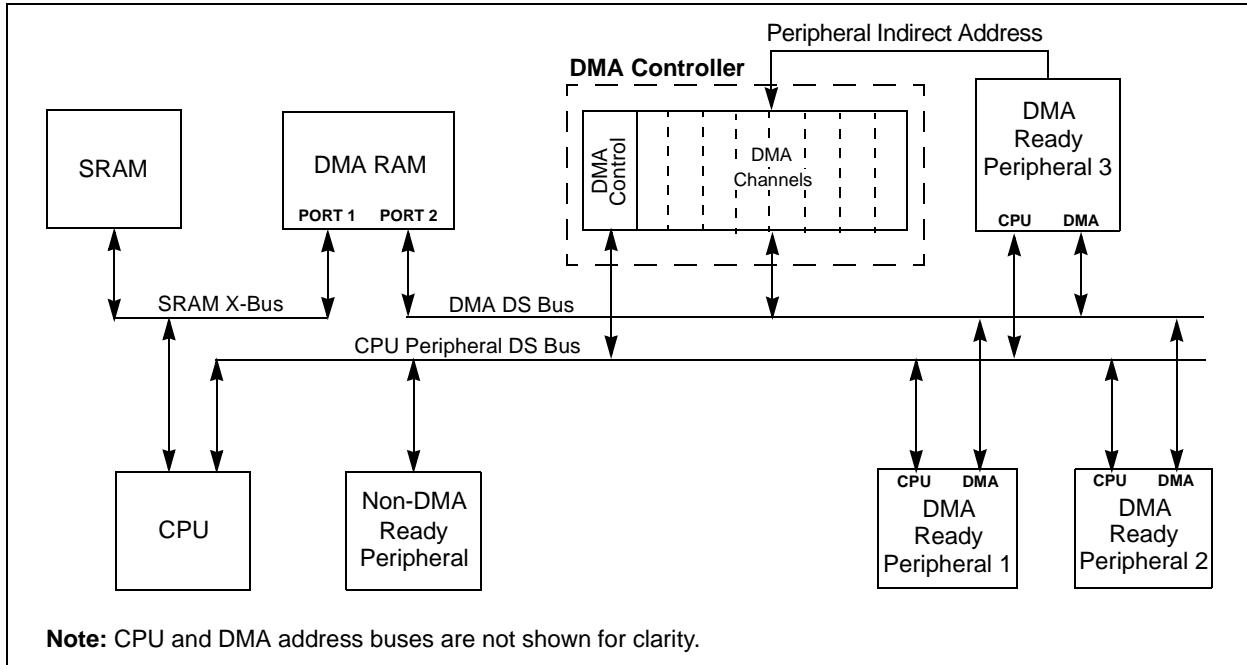 Peripheral Indirect Address
DMA Controller
SRAM
DMA RAM
PORT 1 PORT 2
DMA
Control
DMA
Channels
DMA
Ready
Peripheral 3
CPU DMA
SRAM X-Bus
DMA DS Bus
CPU Peripheral DS Bus
CPU
Non-DMA
Ready
Peripheral
CPU DMA
DMA
Ready
Peripheral 1
CPU DMA
DMA
Ready
Peripheral 2
Note: CPU and DMA address buses are not shown for clarity.